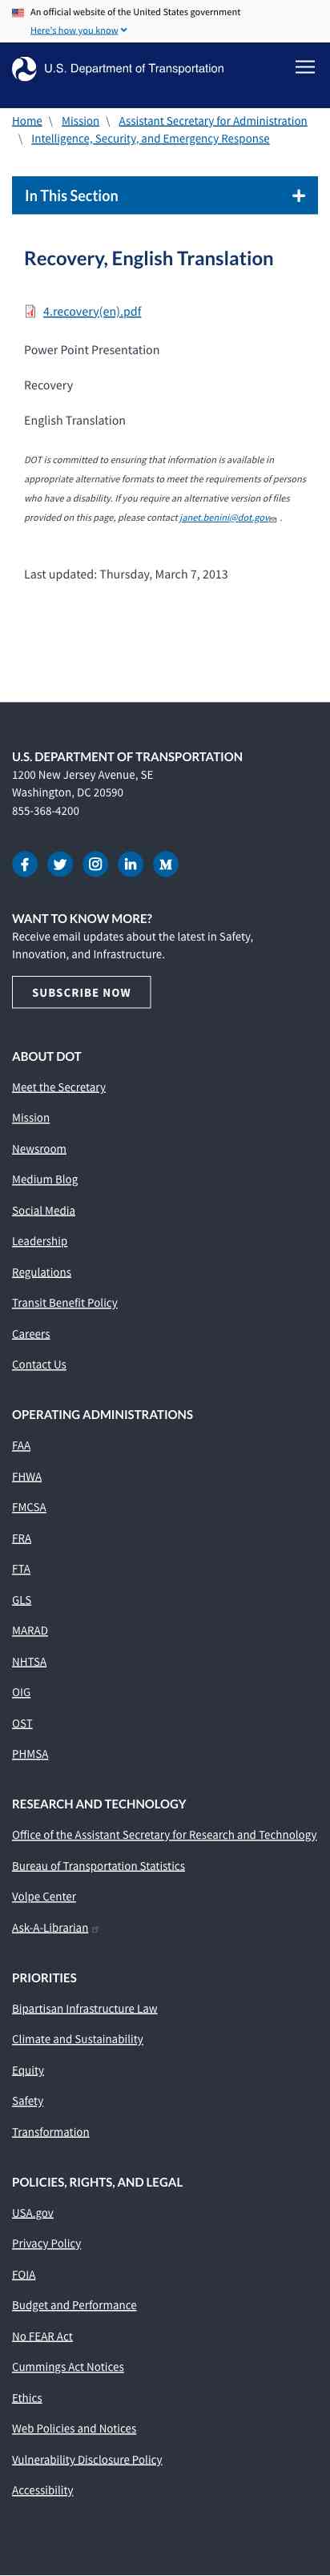 An official website of the United States government
Here's how you know
U.S. Department of Transportation
Home \ Mission \ Assistant Secretary for Administration
\ Intelligence, Security, and Emergency Response
In This Section
Recovery, English Translation
4.recovery(en).pdf
Power Point Presentation
Recovery
English Translation
DOT is committed to ensuring that information is available in
appropriate alternative formats to meet the requirements of persons
who have a disability. If you require an alternative version of files
provided on this page, please contact janet.benini@dot.gov .
Last updated: Thursday, March 7, 2013
U.S. DEPARTMENT OF TRANSPORTATION
1200 New Jersey Avenue, SE
Washington, DC 20590
855-368-4200
WANT TO KNOW MORE?
Receive email updates about the latest in Safety,
Innovation, and Infrastructure.
SUBSCRIBE NOW
ABOUT DOT
Meet the Secretary
Mission
Newsroom
Medium Blog
Social Media
Leadership
Regulations
Transit Benefit Policy
Careers
Contact Us
OPERATING ADMINISTRATIONS
FAA
FHWA
FMCSA
FRA
FTA
GLS
MARAD
NHTSA
OIG
OST
PHMSA
RESEARCH AND TECHNOLOGY
Office of the Assistant Secretary for Research and Technology
Bureau of Transportation Statistics
Volpe Center
Ask-A-Librarian
PRIORITIES
Bipartisan Infrastructure Law
Climate and Sustainability
Equity
Safety
Transformation
POLICIES, RIGHTS, AND LEGAL
USA.gov
Privacy Policy
FOIA
Budget and Performance
No FEAR Act
Cummings Act Notices
Ethics
Web Policies and Notices
Vulnerability Disclosure Policy
Accessibility